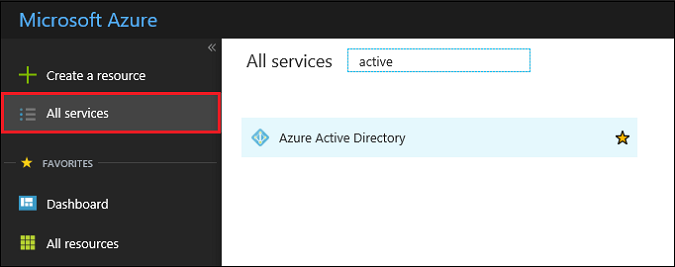 Microsoft Azure
Create a resource
All services
FAVORITES
Dashboard
All resources
All services
active
Azure Active Directory